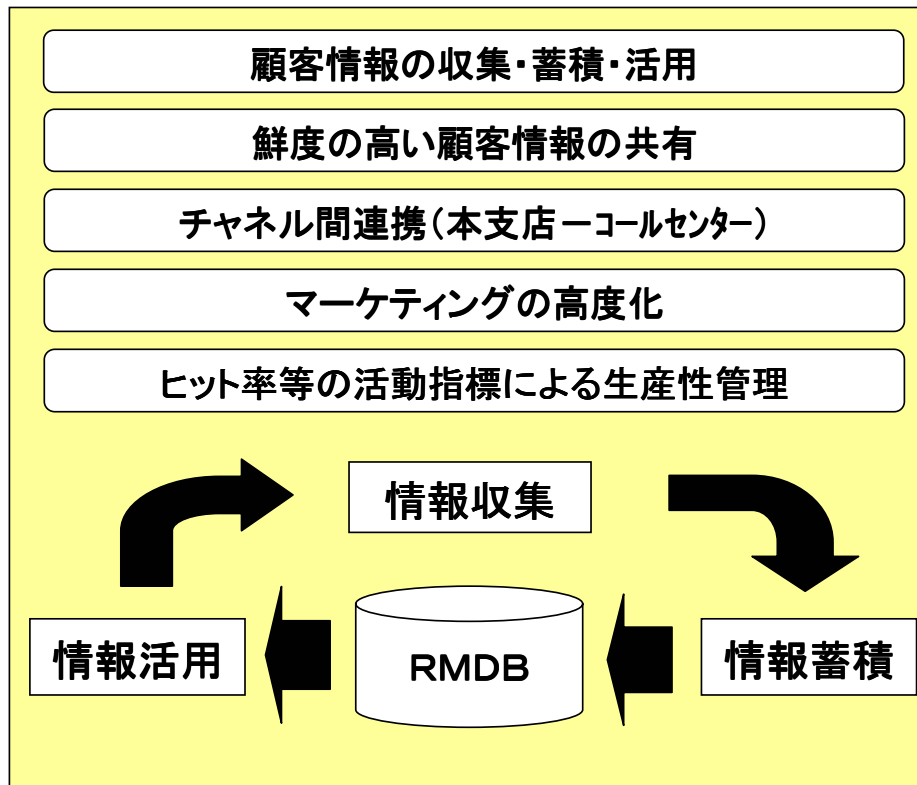 顧客情報の収集・蓄積・活用
鮮度の高い顧客情報の共有
チャネル間連携(本支店ーコールセンター)
マーケティングの高度化
ヒット率等の活動指標による生産性管理
情報収集
情報活用
RMDB
情報蓄積